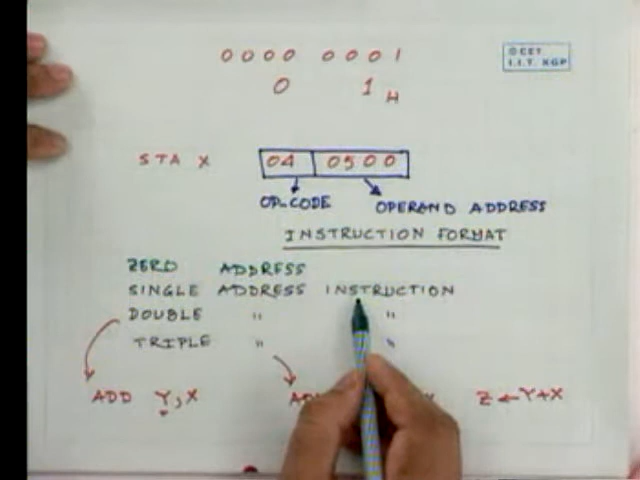 0000 0001
© CET
I.I.T. KGP
0 1H
STA X 04 0500
OP-CODE OPERAND ADDRESS
INSTRUCTION FORMAT
ZERO ADDRESS
SINGLE ADDRESS INSTRUCTION
DOUBLE " "
TRIPLE " "
ADD Y, X Z ← Y + X